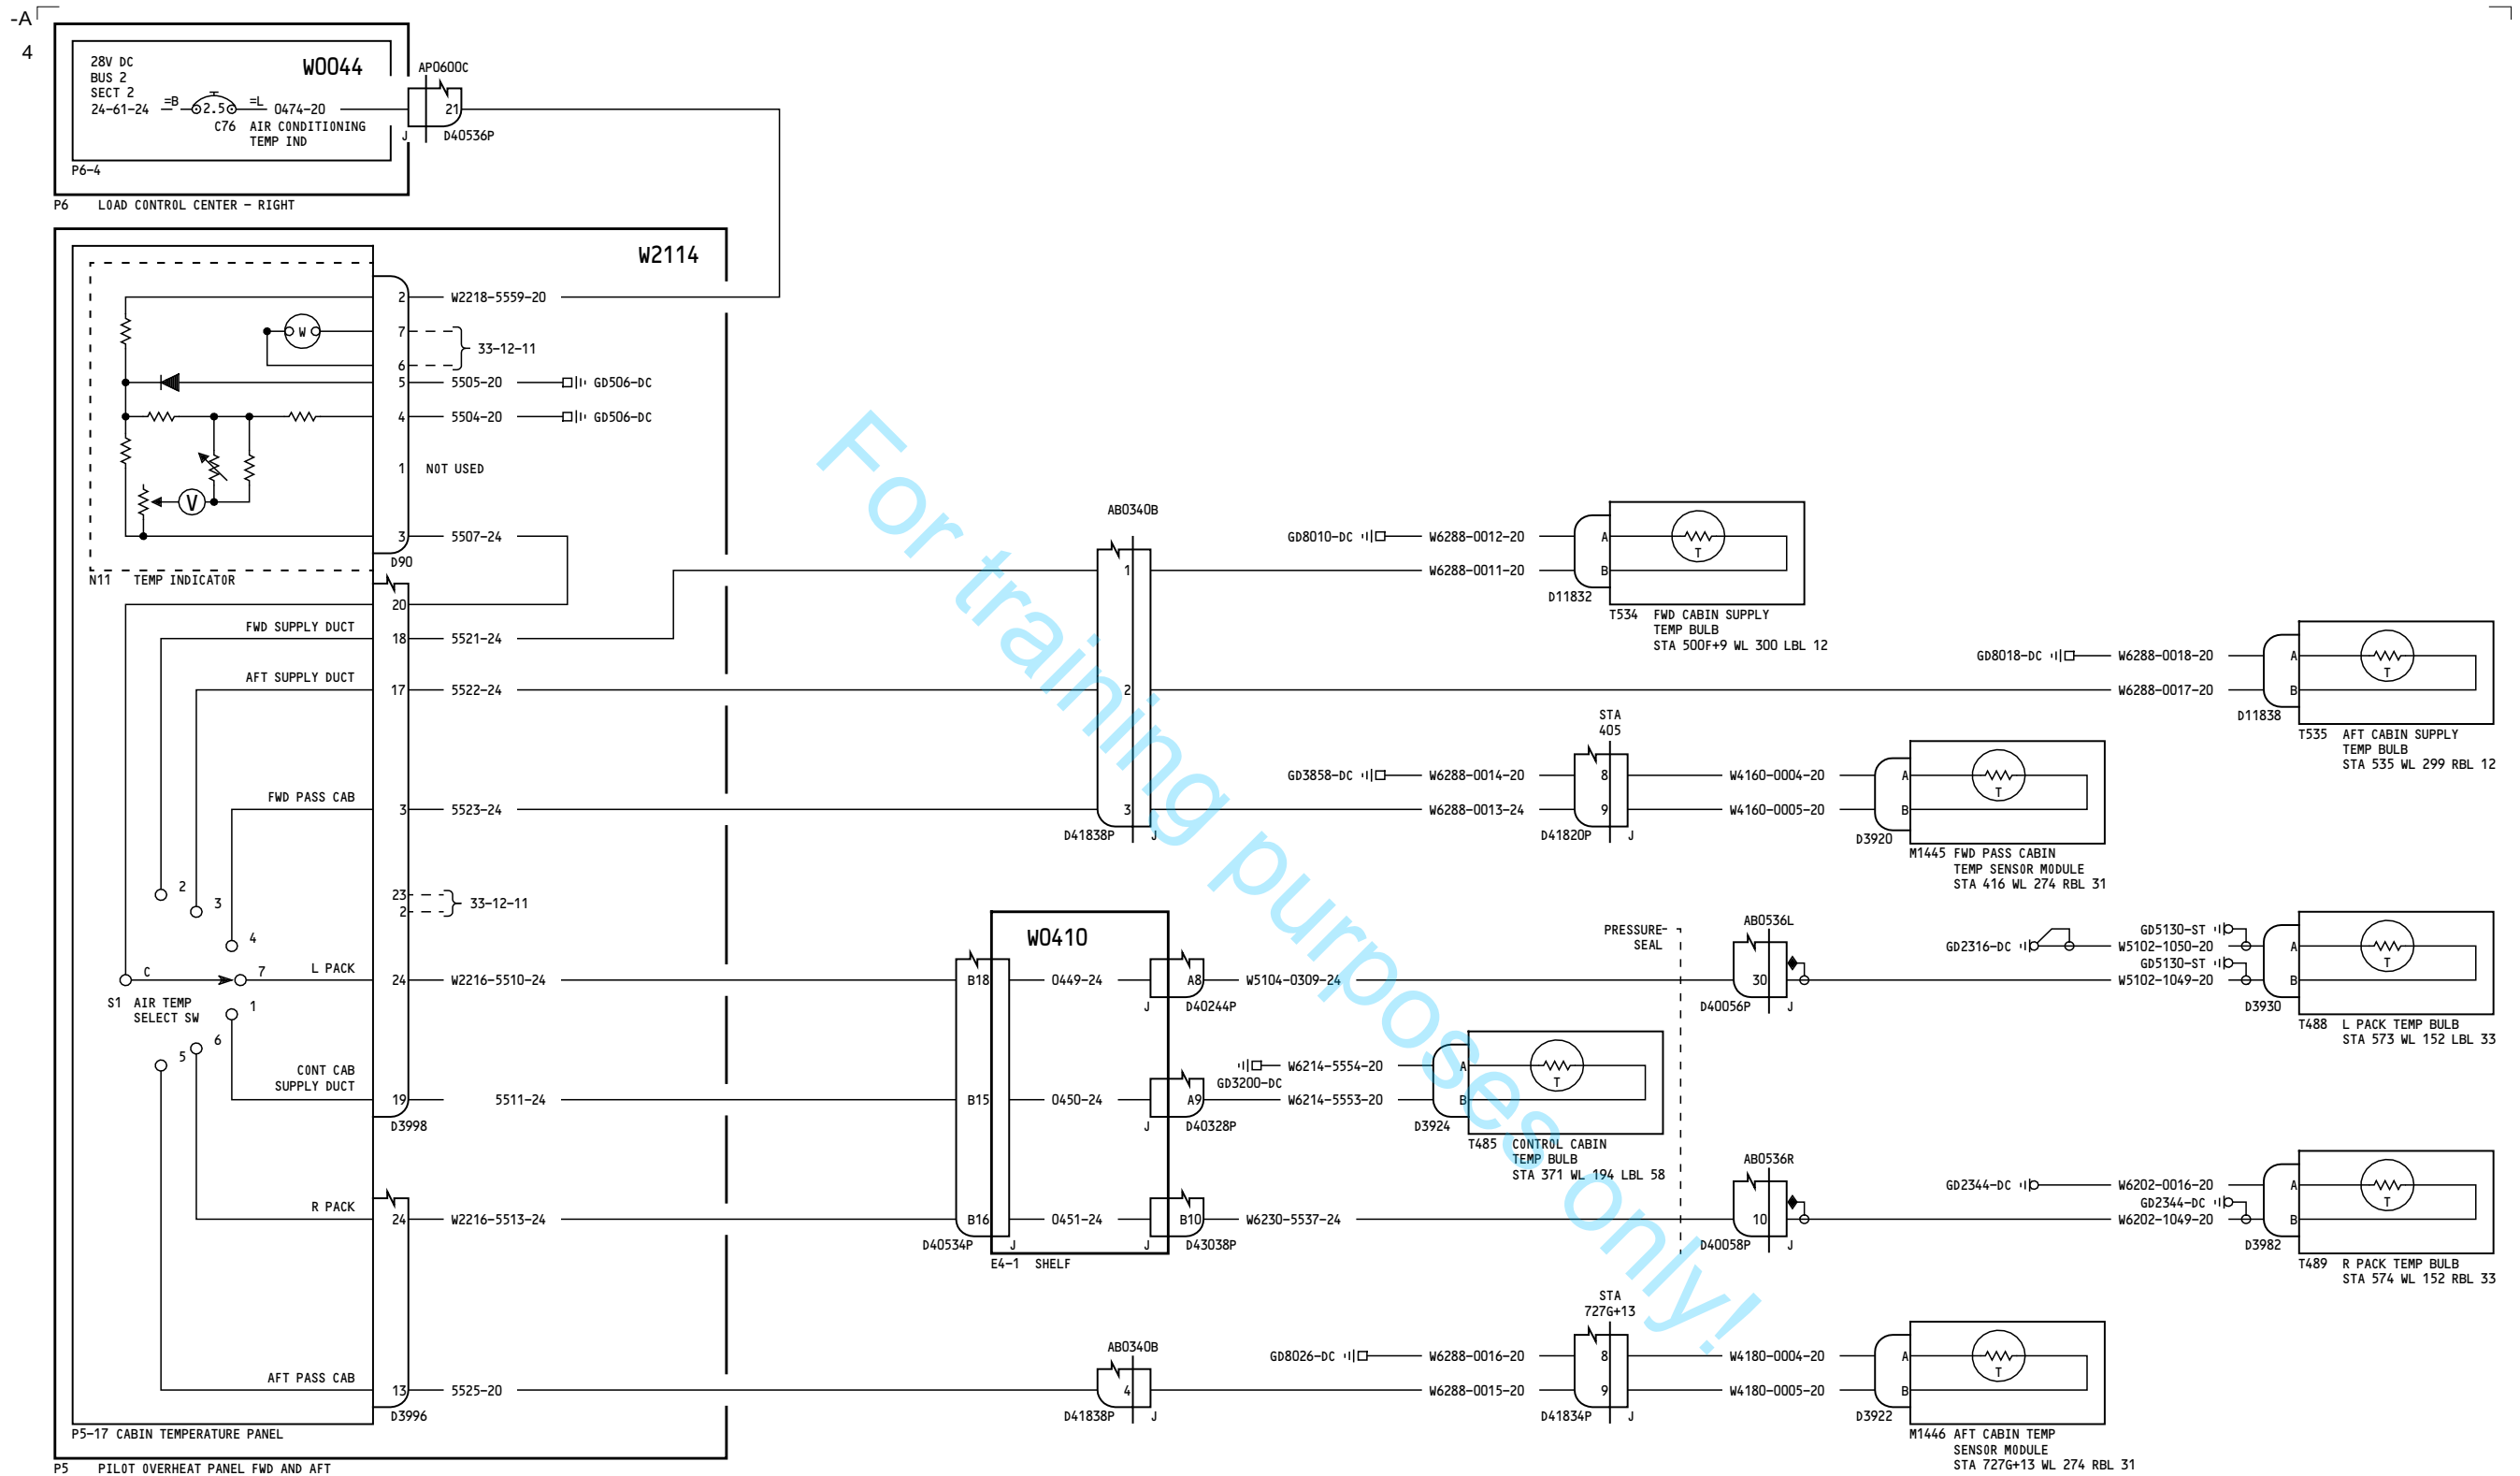 -A
4
28V DC
BUS 2
SECT 2
24-61-24
=B
2.5
=L
0474-20
W0044
C76 AIR CONDITIONING
TEMP IND
P6-4
P6 LOAD CONTROL CENTER - RIGHT
AP0600C
21
J D40536P
W2114
2 W2218-5559-20
W
7
33-12-11
6
5 5505-20 GD506-DC
4 5504-20 GD506-DC
1 NOT USED
V
3 5507-24
D90
N11 TEMP INDICATOR
20
FWD SUPPLY DUCT 18 5521-24
AFT SUPPLY DUCT 17 5522-24
FWD PASS CAB 3 5523-24
23
2
33-12-11
2
3
4
C
7
L PACK 24 W2216-5510-24
S1 AIR TEMP
SELECT SW
1
6
5
CONT CAB
SUPPLY DUCT
19 5511-24
D3998
R PACK 24 W2216-5513-24
AFT PASS CAB 13 5525-20
D3996
P5-17 CABIN TEMPERATURE PANEL
P5 PILOT OVERHEAT PANEL FWD AND AFT
AB0340B
1
2
3
D41838P J
GD8010-DC W6288-0012-20 A
W6288-0011-20 B
T
D11832
T534 FWD CABIN SUPPLY
TEMP BULB
STA 500F+9 WL 300 LBL 12
GD8018-DC W6288-0018-20 A
W6288-0017-20 B
T
D11838
T535 AFT CABIN SUPPLY
TEMP BULB
STA 535 WL 299 RBL 12
STA
405
GD3858-DC W6288-0014-20 8 W4160-0004-20 A
W6288-0013-24 9 W4160-0005-20 B
T
D41820P J
D3920
M1445 FWD PASS CABIN
TEMP SENSOR MODULE
STA 416 WL 274 RBL 31
W0410
B18 0449-24 A8 W5104-0309-24
J D40244P
B15 0450-24 A9 W6214-5553-20 B
J D40328P
W6214-5554-20 A
GD3200-DC
T
D3924
T485 CONTROL CABIN
TEMP BULB
STA 371 WL 194 LBL 58
B16 0451-24 B10 W6230-5537-24
D40534P J
J D43038P
E4-1 SHELF
PRESSURE-
SEAL
AB0536L
30
D40056P J
GD5130-ST
GD2316-DC W5102-1050-20 A
GD5130-ST
W5102-1049-20 B
T
D3930
T488 L PACK TEMP BULB
STA 573 WL 152 LBL 33
AB0536R
10
D40058P J
GD2344-DC W6202-0016-20 A
GD2344-DC
W6202-1049-20 B
T
D3982
T489 R PACK TEMP BULB
STA 574 WL 152 RBL 33
AB0340B
4
D41838P J
STA
727G+13
GD8026-DC W6288-0016-20 8 W4180-0004-20 A
W6288-0015-20 9 W4180-0005-20 B
T
D41834P J
D3922
M1446 AFT CABIN TEMP
SENSOR MODULE
STA 727G+13 WL 274 RBL 31
For training purposes only!